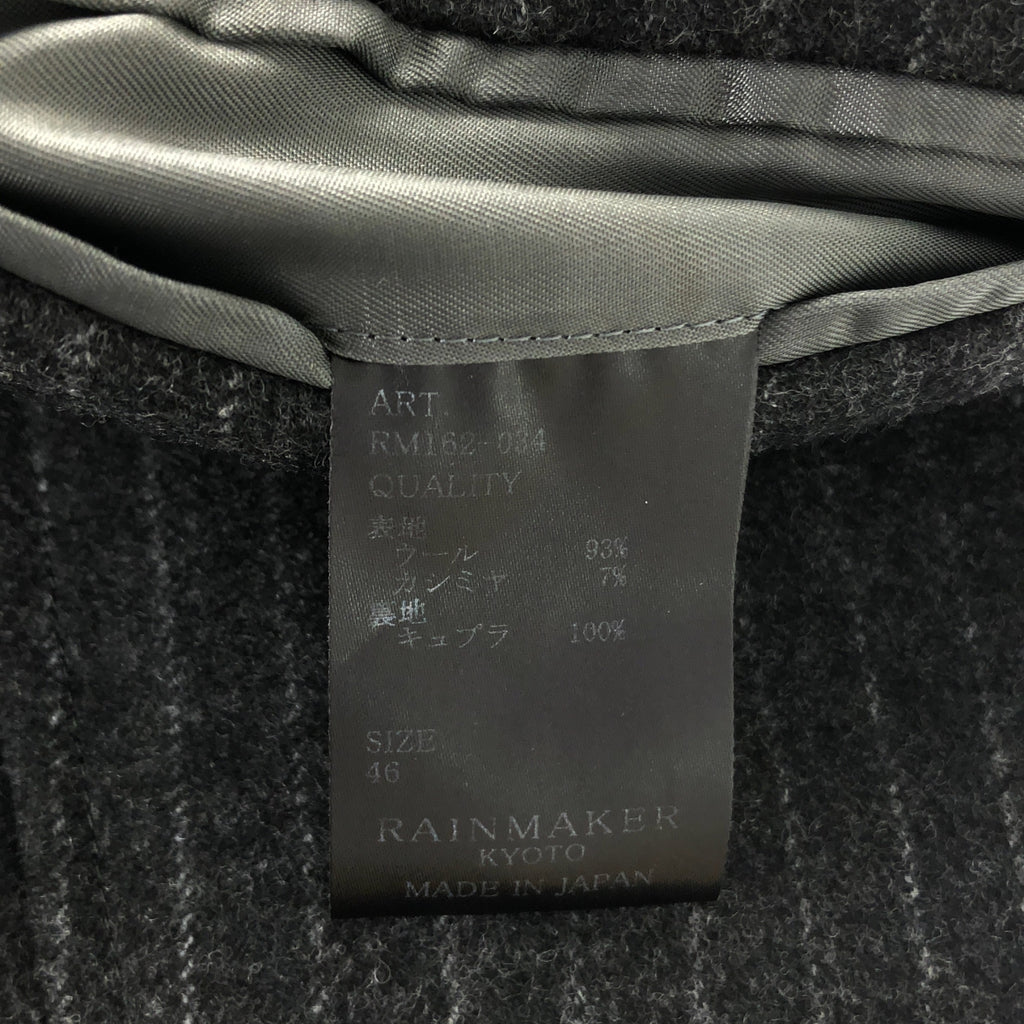 ART.
RM162-034
QUALITY
表地
ウール 93%
カシミヤ 7%
裏地
キュプラ 100%
SIZE
46
RAINMAKER
KYOTO
MADE IN JAPAN